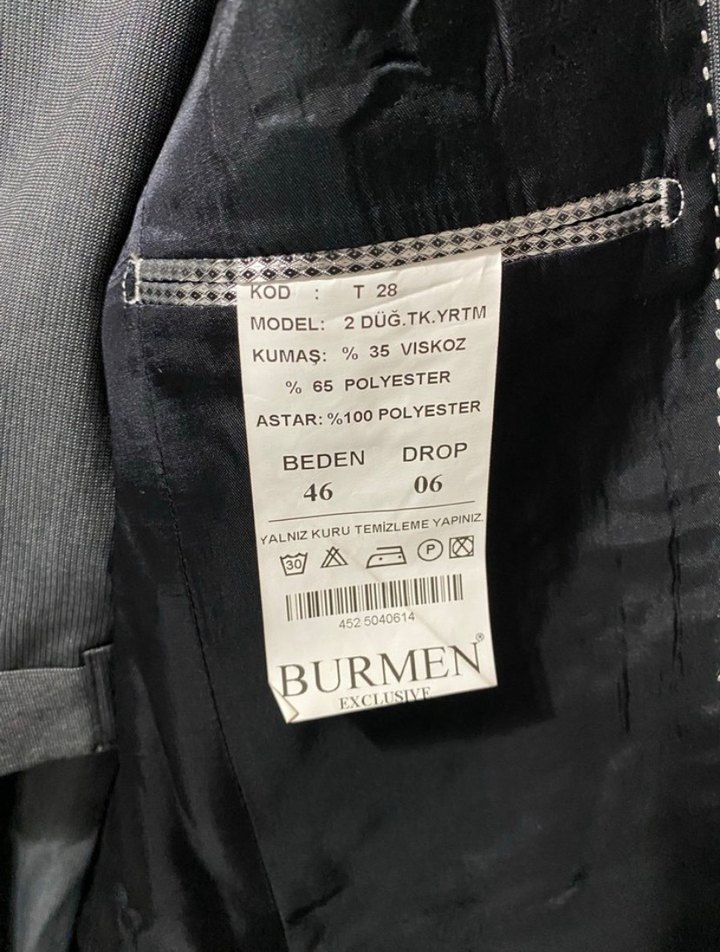 KOD : T 28
MODEL: 2 DÜĞ.TK.YRTM
KUMAŞ: % 35 VISKOZ
% 65 POLYESTER
ASTAR: %100 POLYESTER
BEDEN DROP
46 06
YALNIZ KURU TEMİZLEME YAPINIZ.
30 P
452 5040614
BURMEN®
EXCLUSIVE